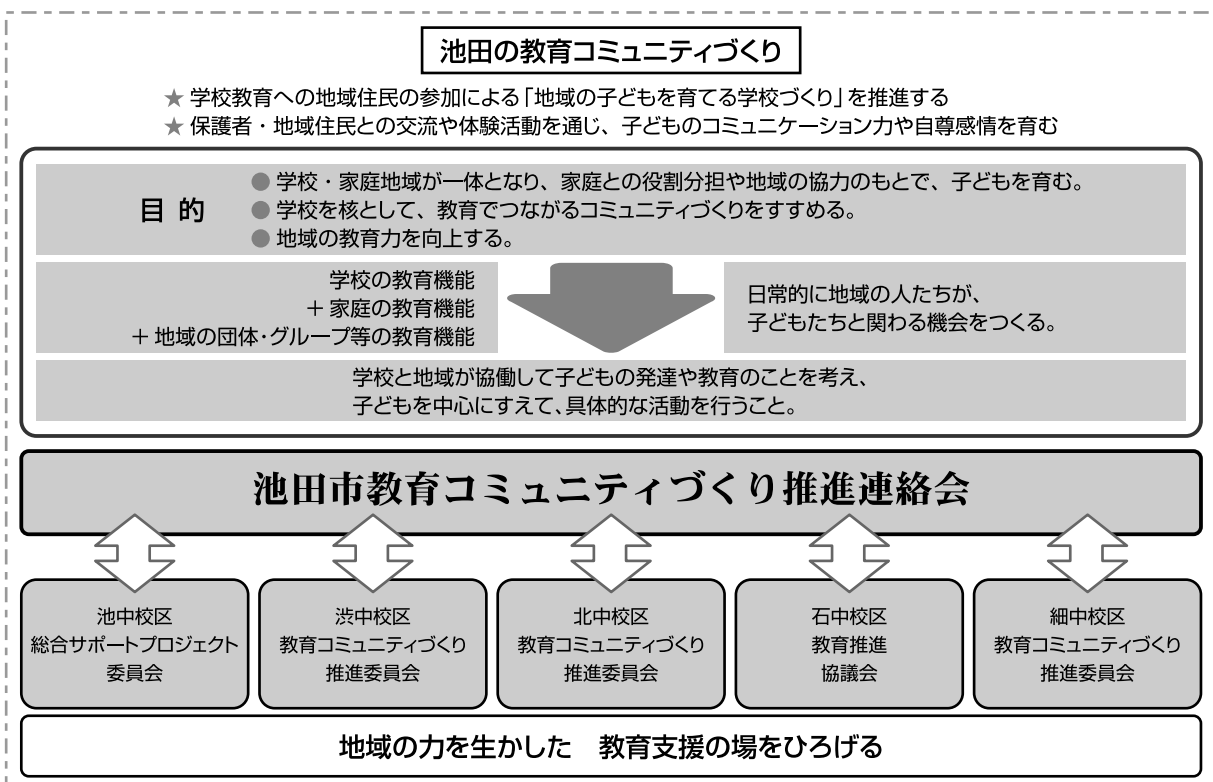 池田の教育コミュニティづくり
★ 学校教育への地域住民の参加による「地域の子どもを育てる学校づくり」を推進する
★ 保護者・地域住民との交流や体験活動を通じ、子どものコミュニケーション力や自尊感情を育む
目的
● 学校・家庭地域が一体となり、家庭との役割分担や地域の協力のもとで、子どもを育む。
● 学校を核として、教育でつながるコミュニティづくりをすすめる。
● 地域の教育力を向上する。
学校の教育機能
＋家庭の教育機能
＋地域の団体・グループ等の教育機能
日常的に地域の人たちが、
子どもたちと関わる機会をつくる。
学校と地域が協働して子どもの発達や教育のことを考え、
子どもを中心にすえて、具体的な活動を行うこと。
池田市教育コミュニティづくり推進連絡会
池中校区
総合サポートプロジェクト
委員会
渋中校区
教育コミュニティづくり
推進委員会
北中校区
教育コミュニティづくり
推進委員会
石中校区
教育推進
協議会
細中校区
教育コミュニティづくり
推進委員会
地域の力を生かした　教育支援の場をひろげる